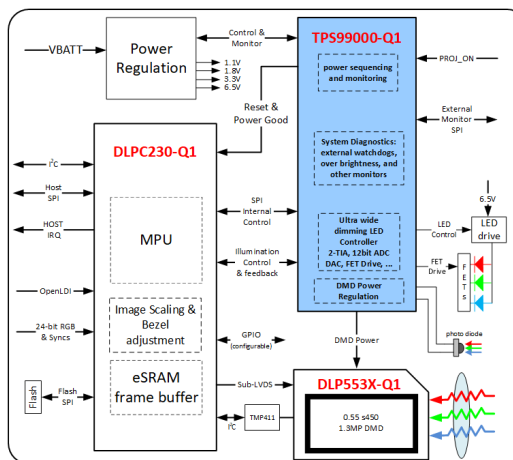 VBATT
Power
Regulation
1.1V
1.8V
3.3V
6.5V
Control &
Monitor
TPS99000-Q1
power sequencing
and monitoring
PROJ_ON
Reset &
Power Good
External
Monitor
SPI
System Diagnostics:
external watchdogs,
over brightness, and
other monitors
DLPC230-Q1
I²C
Host
SPI
HOST
IRQ
MPU
SPI
Internal
Control
Illumination
Control
& feedback
Ultra wide
dimming LED
Controller
2-TIA, 12bit ADC
DAC, FET Drive, ...
DMD Power
Regulation
6.5V
LED
Control
LED
drive
FET
Drive
FETs
photo diode
OpenLDI
24-bit RGB
& Syncs
Image Scaling &
Bezel
adjustment
GPIO
(configurable)
DMD Power
eSRAM
frame buffer
Flash
Flash
SPI
Sub-LVDS
I²C
TMP411
DLP553X-Q1
0.55 s450
1.3MP DMD